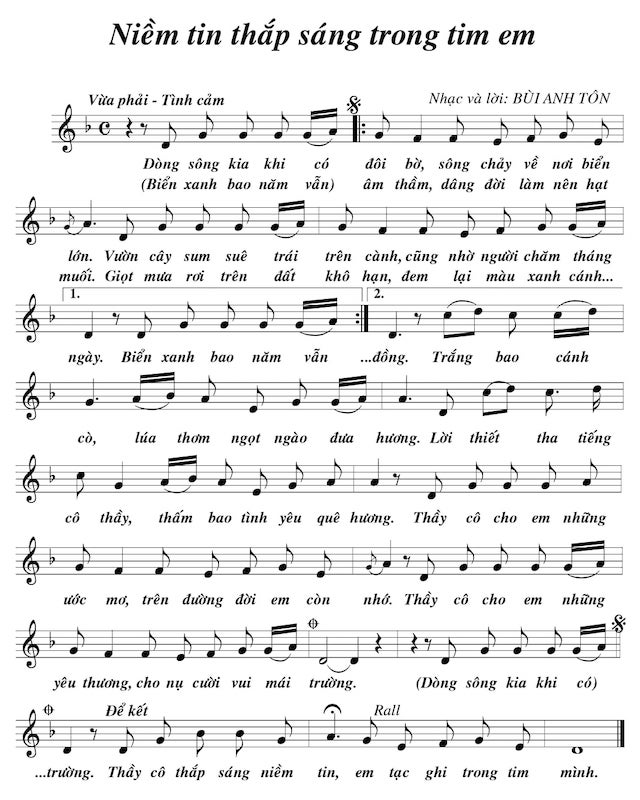 Niềm tin thắp sáng trong tim em
Vừa phải - Tình cảm
Nhạc và lời: BÙI ANH TÔN
Dòng sông kia khi có đôi bờ, sông chảy về nơi biển
(Biển xanh bao năm vẫn) âm thầm, dâng đời làm nên hạt
lớn. Vườn cây sum suê trái trên cành, cũng nhờ người chăm tháng
muối. Giọt mưa rơi trên đất khô hạn, đem lại màu xanh cánh...
1.
2.
ngày. Biển xanh bao năm vẫn ...đồng. Trắng bao cánh
cò, lúa thơm ngọt ngào đưa hương. Lời thiết tha tiếng
cô thầy, thấm bao tình yêu quê hương. Thầy cô cho em những
ước mơ, trên đường đời em còn nhớ. Thầy cô cho em những
yêu thương, cho nụ cười vui mái trường. (Dòng sông kia khi có)
Để kết
Rall
...trường. Thầy cô thắp sáng niềm tin, em tạc ghi trong tim mình.